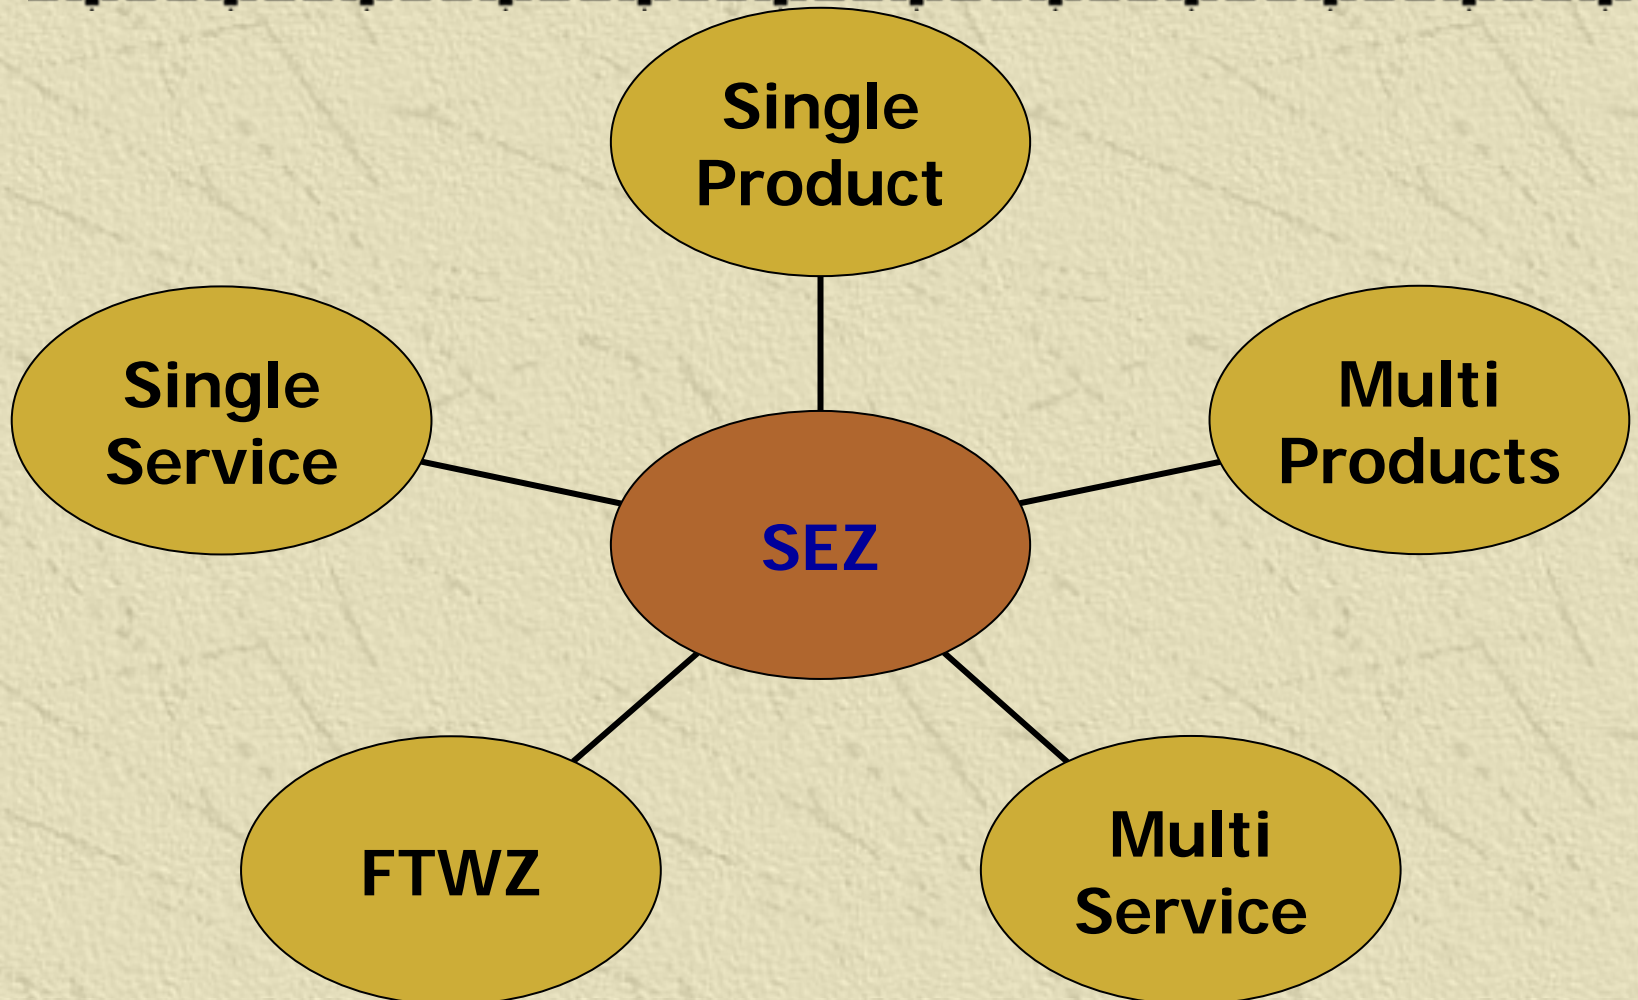 Single
Product
Single
Service
Multi
Products
SEZ
FTWZ
Multi
Service